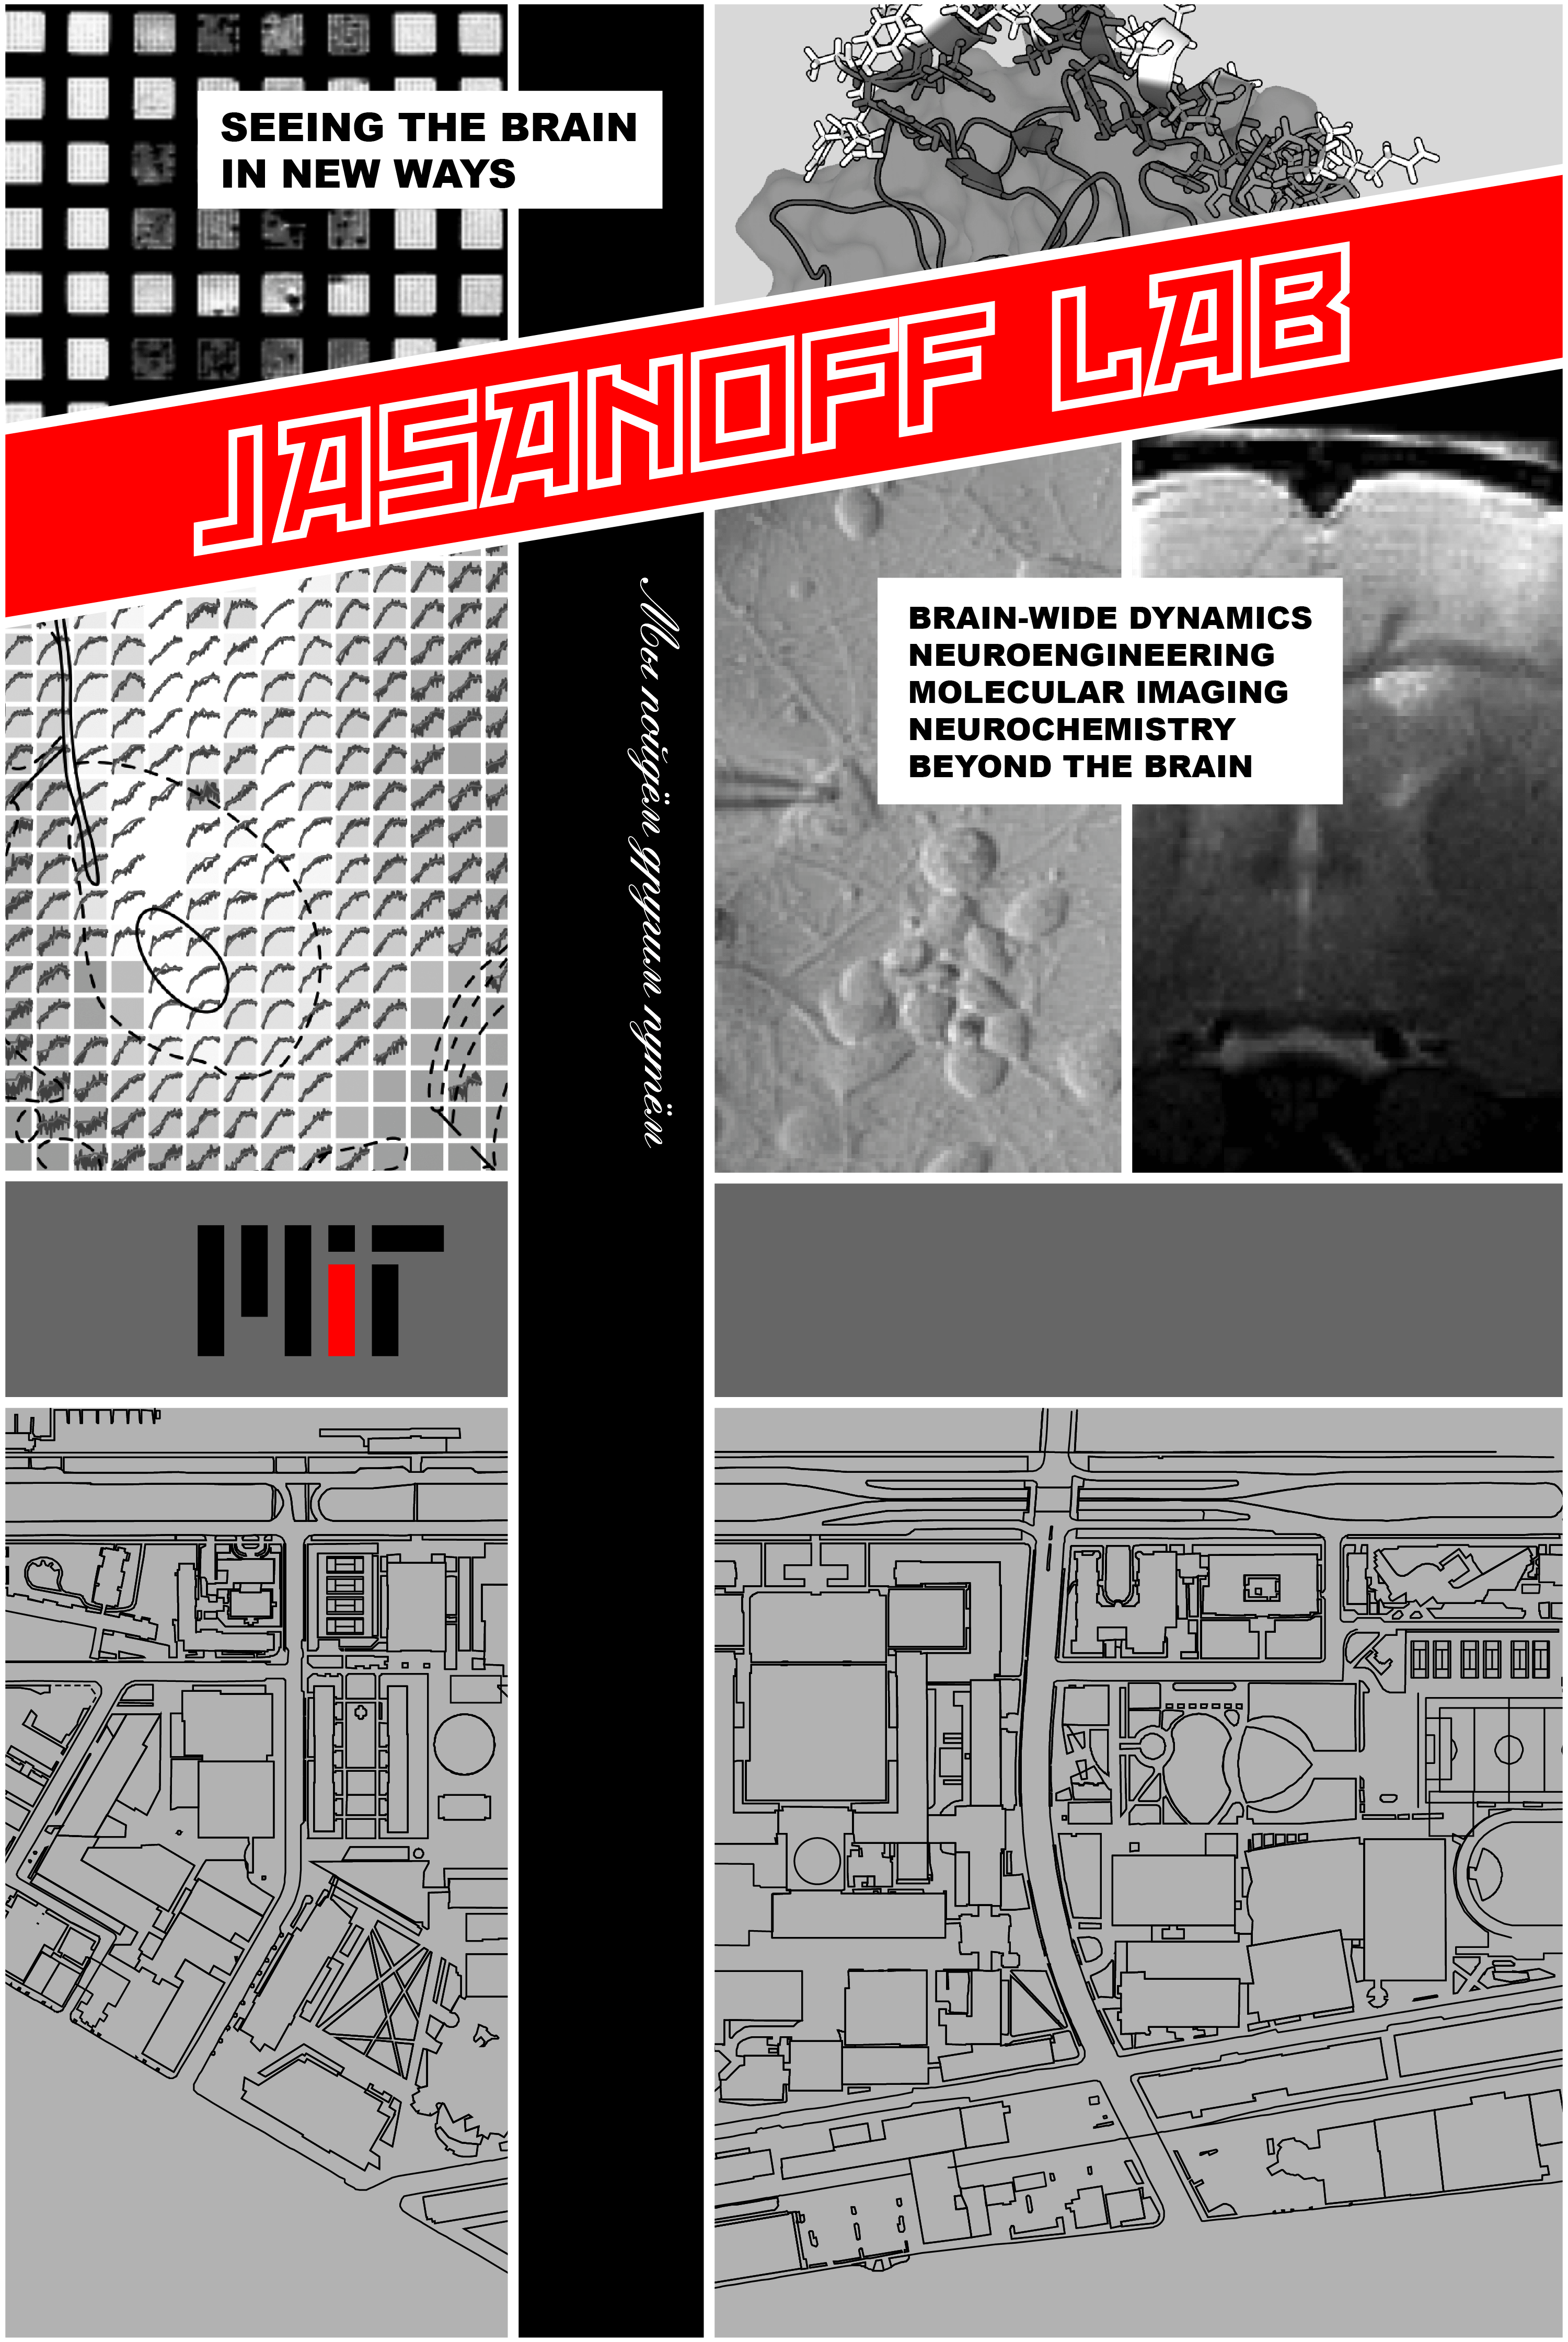 SEEING THE BRAIN
IN NEW WAYS
JASANOFF LAB
Мы пойдём другим путём
BRAIN-WIDE DYNAMICS
NEUROENGINEERING
MOLECULAR IMAGING
NEUROCHEMISTRY
BEYOND THE BRAIN
MIT